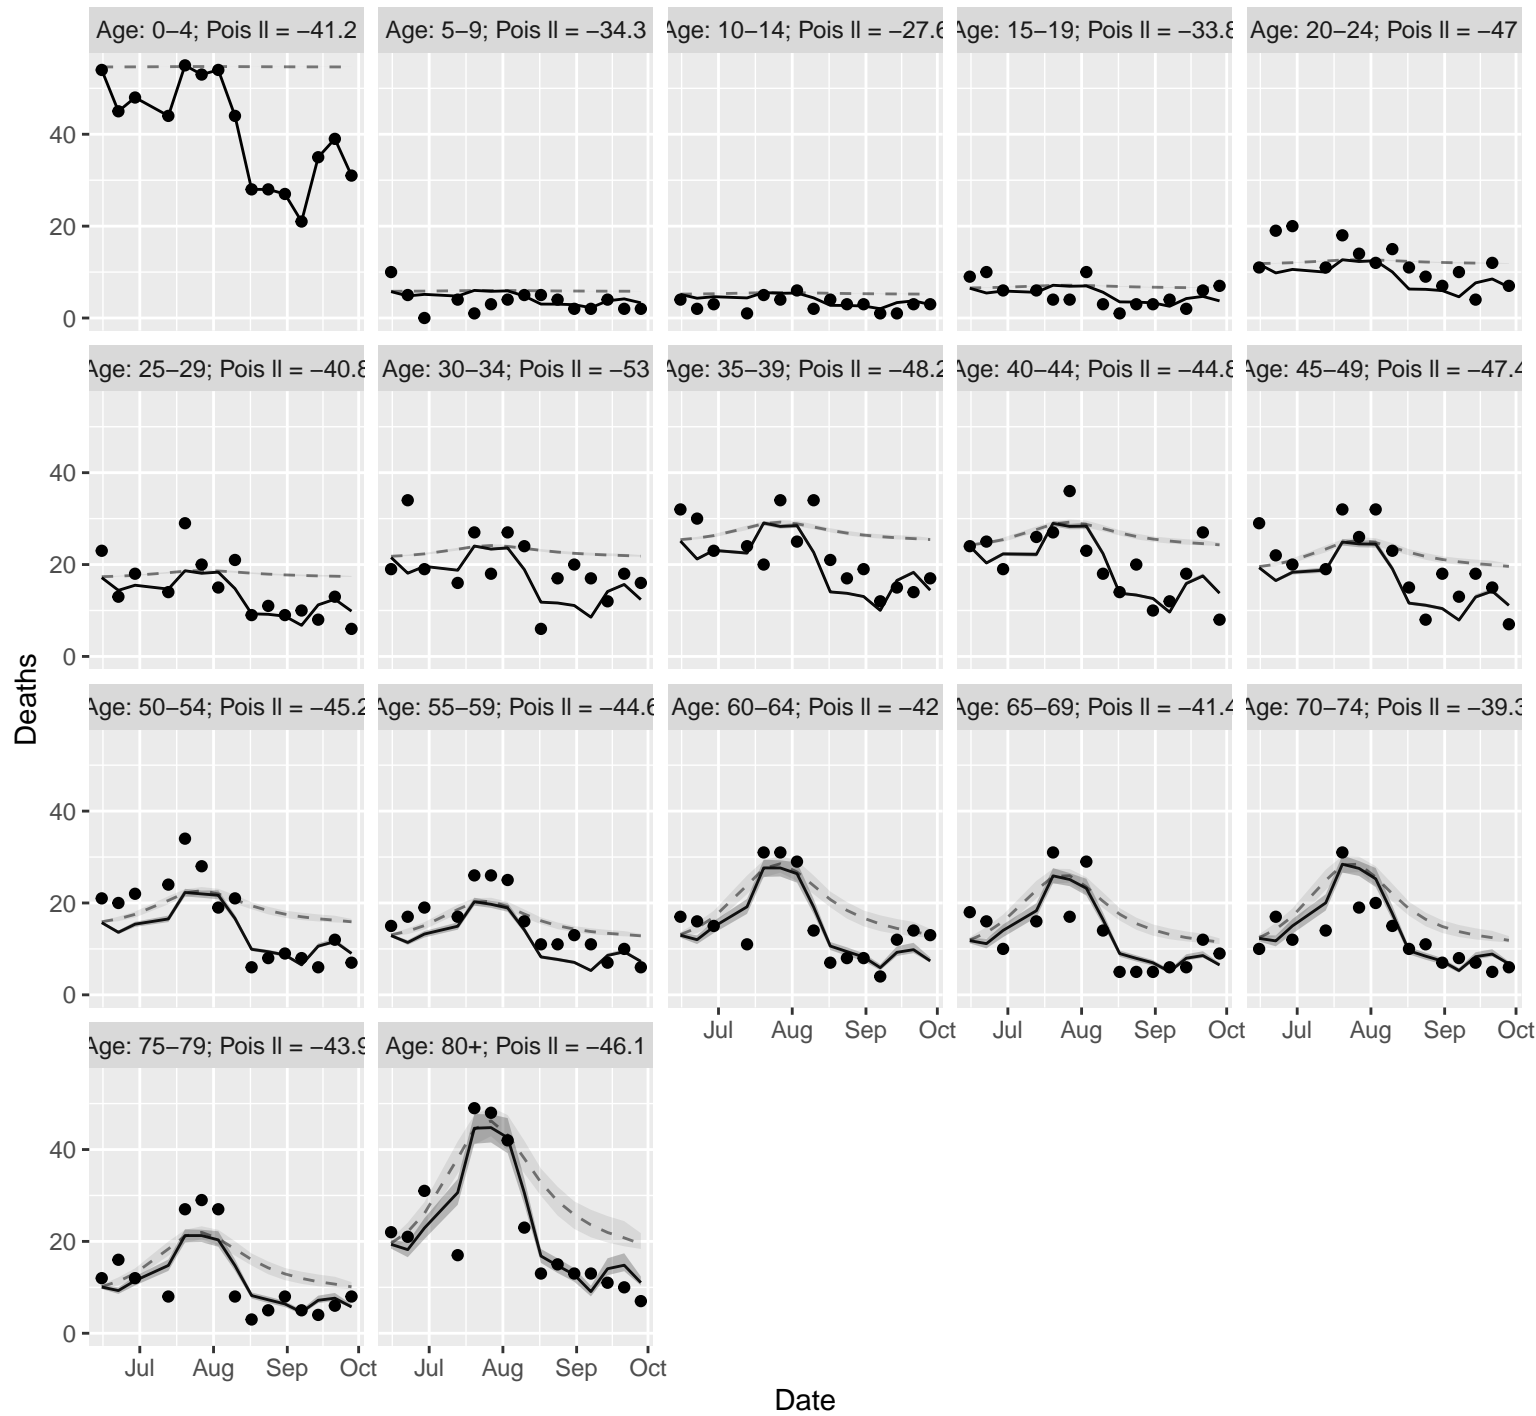 Age: 0−4; Pois ll = −41.2
Age: 5−9; Pois ll = −34.3
Age: 10−14; Pois ll = −27.6
Age: 15−19; Pois ll = −33.8
Age: 20−24; Pois ll = −47
40
20
0
Age: 25−29; Pois ll = −40.8
Age: 30−34; Pois ll = −53
Age: 35−39; Pois ll = −48.2
Age: 40−44; Pois ll = −44.8
Age: 45−49; Pois ll = −47.4
40
20
0
Deaths
Age: 50−54; Pois ll = −45.2
Age: 55−59; Pois ll = −44.6
Age: 60−64; Pois ll = −42
Age: 65−69; Pois ll = −41.4
Age: 70−74; Pois ll = −39.3
40
20
0
Jul Aug Sep Oct
Jul Aug Sep Oct
Jul Aug Sep Oct
Age: 75−79; Pois ll = −43.9
Age: 80+; Pois ll = −46.1
40
20
0
Jul Aug Sep Oct
Jul Aug Sep Oct
Date